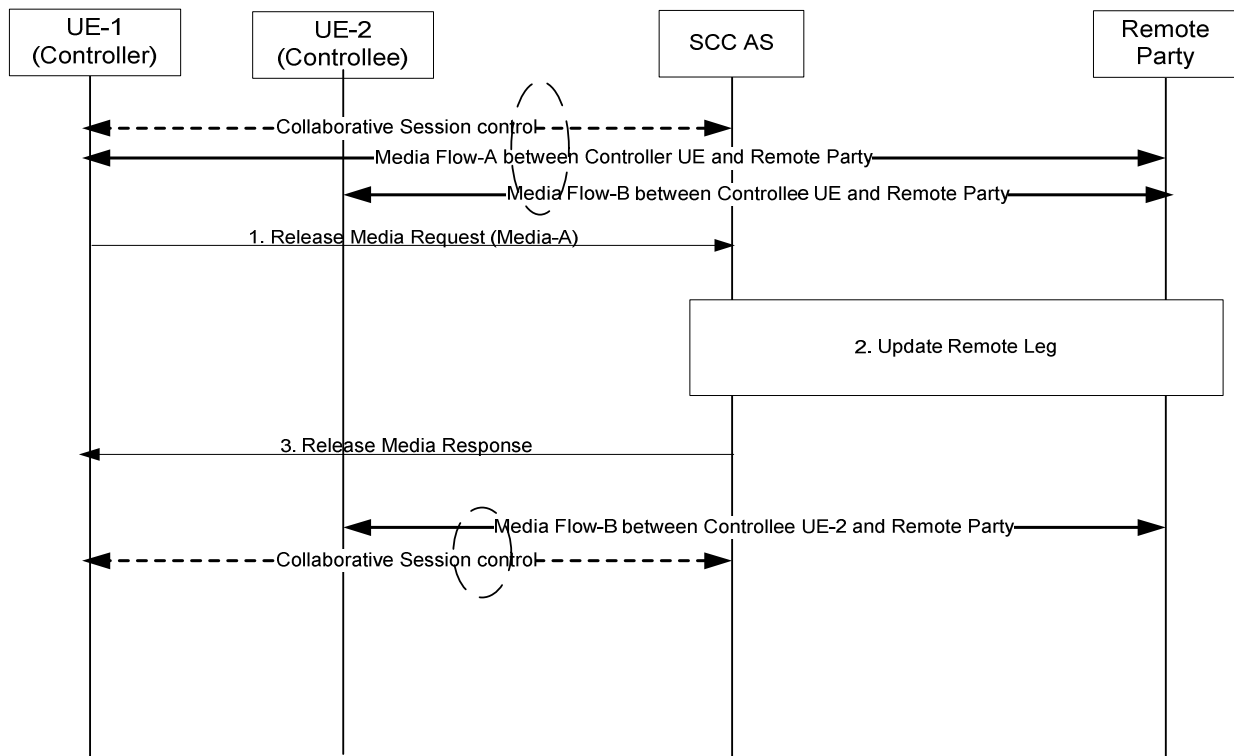 UE-1
(Controller)
UE-2
(Controllee)
SCC AS
Remote
Party
Collaborative Session control
Media Flow-A between Controller UE and Remote Party
Media Flow-B between Controllee UE and Remote Party
1. Release Media Request (Media-A)
2. Update Remote Leg
3. Release Media Response
Media Flow-B between Controllee UE-2 and Remote Party
Collaborative Session control